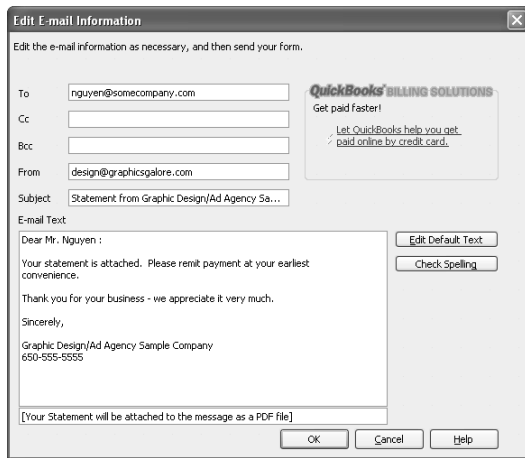 Edit E-mail Information
Edit the e-mail information as necessary, and then send your form.
To
nguyen@somecompany.com
Cc
Bcc
From
design@graphicsgalore.com
Subject
Statement from Graphic Design/Ad Agency Sa...
QuickBooks' BILLING SOLUTIONS
Get paid faster!
Let QuickBooks help you get
paid online by credit card.
E-mail Text
Dear Mr. Nguyen :
Your statement is attached.  Please remit payment at your earliest
convenience.
Thank you for your business - we appreciate it very much.
Sincerely,
Graphic Design/Ad Agency Sample Company
650-555-5555
[Your Statement will be attached to the message as a PDF file]
Edit Default Text
Check Spelling
OK
Cancel
Help